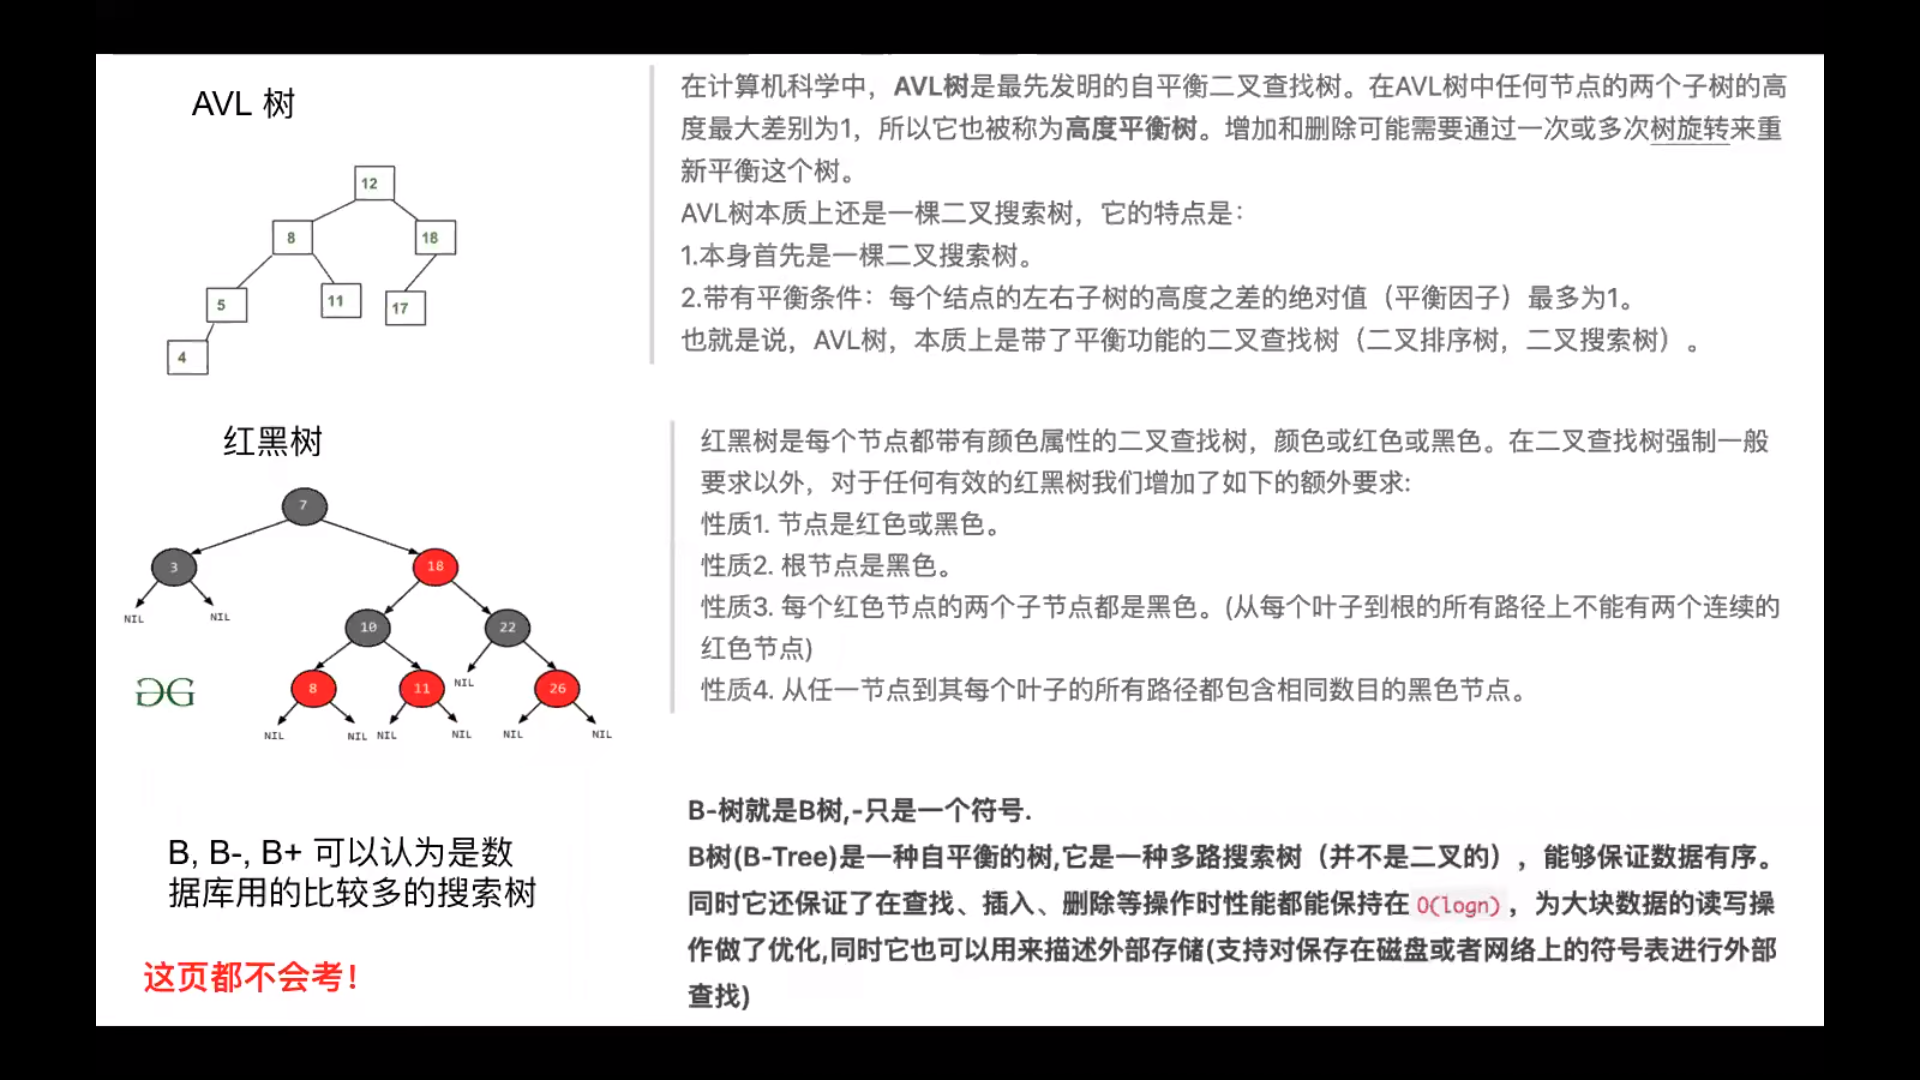 AVL 树
12
8
18
5
11
17
4
在计算机科学中，AVL树是最先发明的自平衡二叉查找树。在AVL树中任何节点的两个子树的高
度最大差别为1，所以它也被称为高度平衡树。增加和删除可能需要通过一次或多次树旋转来重
新平衡这个树。
AVL树本质上还是一棵二叉搜索树，它的特点是：
1.本身首先是一棵二叉搜索树。
2.带有平衡条件：每个结点的左右子树的高度之差的绝对值（平衡因子）最多为1。
也就是说，AVL树，本质上是带了平衡功能的二叉查找树（二叉排序树，二叉搜索树）。
红黑树
7
3
18
NIL
NIL
10
22
8
11
NIL
26
NIL
NIL
NIL
NIL
NIL
NIL
GG
红黑树是每个节点都带有颜色属性的二叉查找树，颜色或红色或黑色。在二叉查找树强制一般
要求以外，对于任何有效的红黑树我们增加了如下的额外要求:
性质1. 节点是红色或黑色。
性质2. 根节点是黑色。
性质3. 每个红色节点的两个子节点都是黑色。(从每个叶子到根的所有路径上不能有两个连续的
红色节点)
性质4. 从任一节点到其每个叶子的所有路径都包含相同数目的黑色节点。
B, B-, B+ 可以认为是数
据库用的比较多的搜索树
这页都不会考！
B-树就是B树,-只是一个符号.
B树(B-Tree)是一种自平衡的树,它是一种多路搜索树（并不是二叉的），能够保证数据有序。
同时它还保证了在查找、插入、删除等操作时性能都能保持在 O(logn) ，为大块数据的读写操
作做了优化,同时它也可以用来描述外部存储(支持对保存在磁盘或者网络上的符号表进行外部
查找)